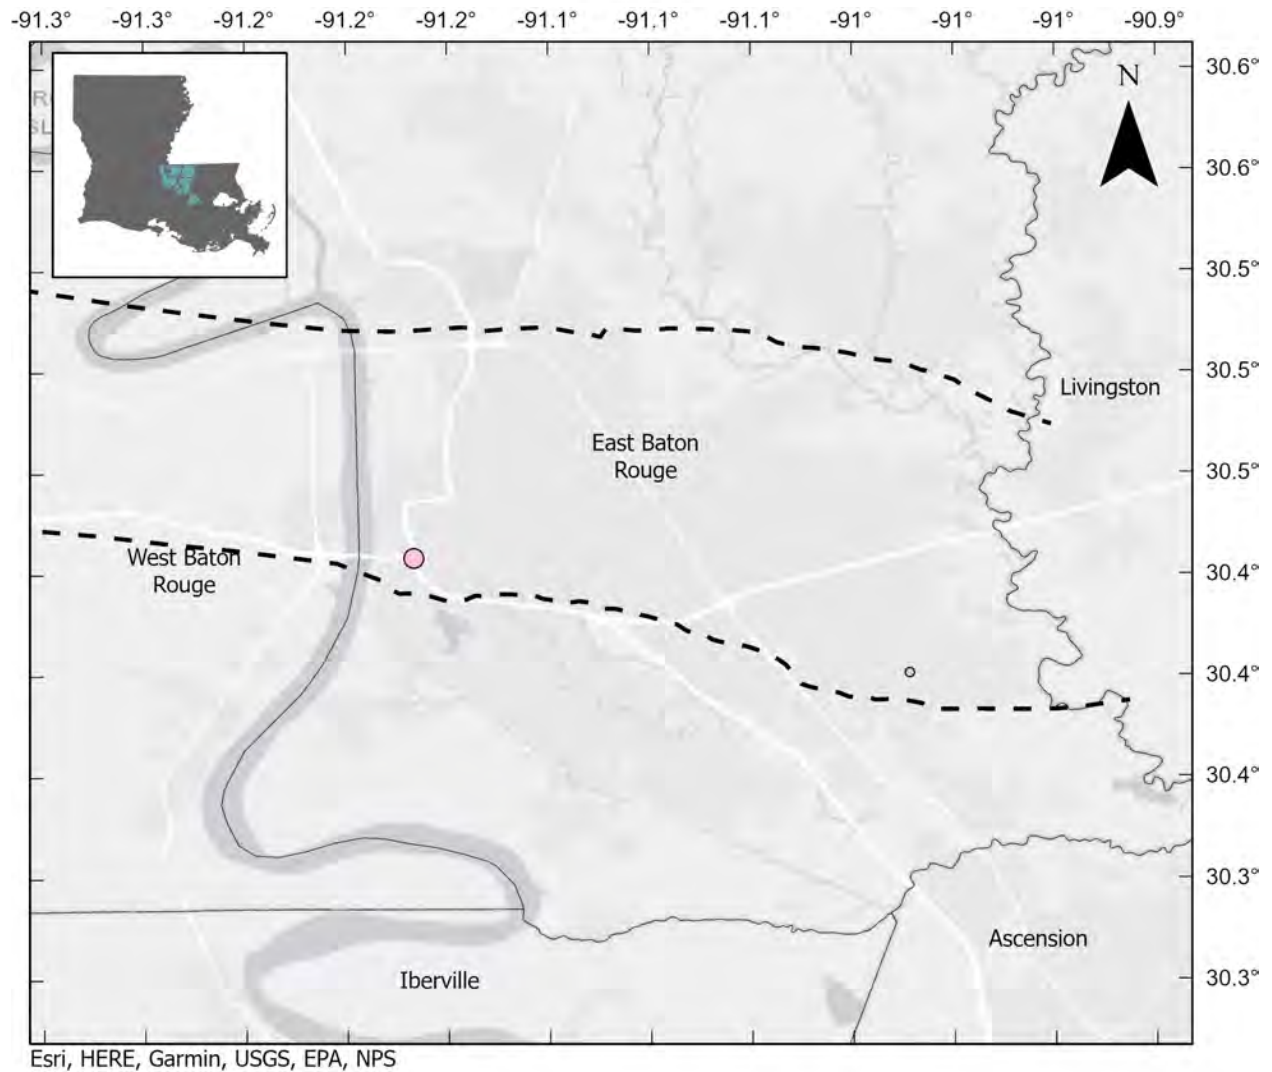 -91.3° -91.3° -91.2° -91.2° -91.2° -91.1° -91.1° -91.1° -91° -91° -91° -90.9°
30.6°
N
R
SL
30.6°
30.5°
30.5°
Livingston
East Baton
Rouge
30.5°
West Baton
Rouge
30.4°
30.4°
30.4°
30.3°
Ascension
Iberville
30.3°
Esri, HERE, Garmin, USGS, EPA, NPS